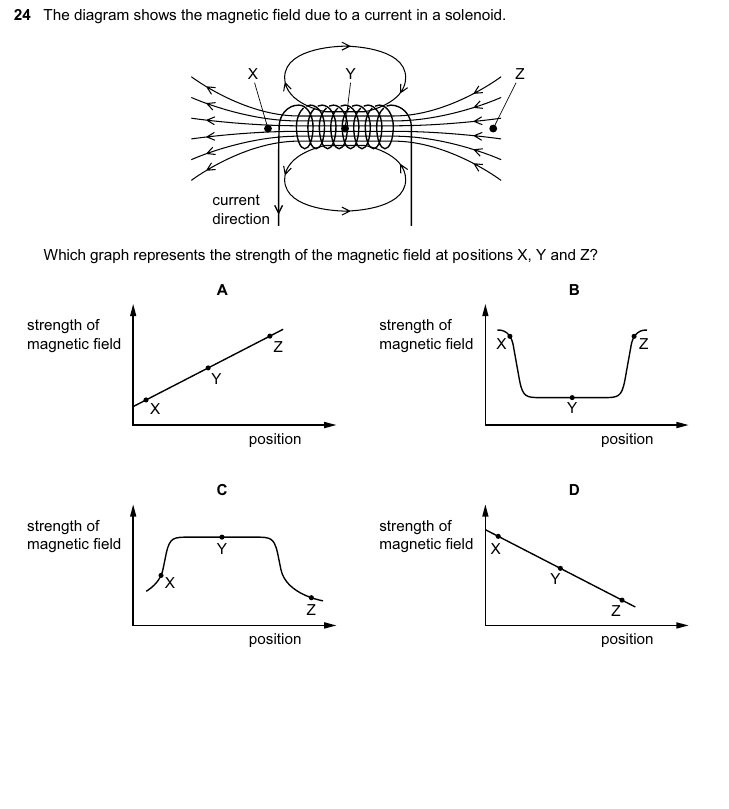 24 The diagram shows the magnetic field due to a current in a solenoid.
X
Y
Z
current
direction
Which graph represents the strength of the magnetic field at positions X, Y and Z?
A
strength of
magnetic field
X
Y
Z
position
B
strength of
magnetic field
X
Y
Z
position
C
strength of
magnetic field
X
Y
Z
position
D
strength of
magnetic field
X
Y
Z
position